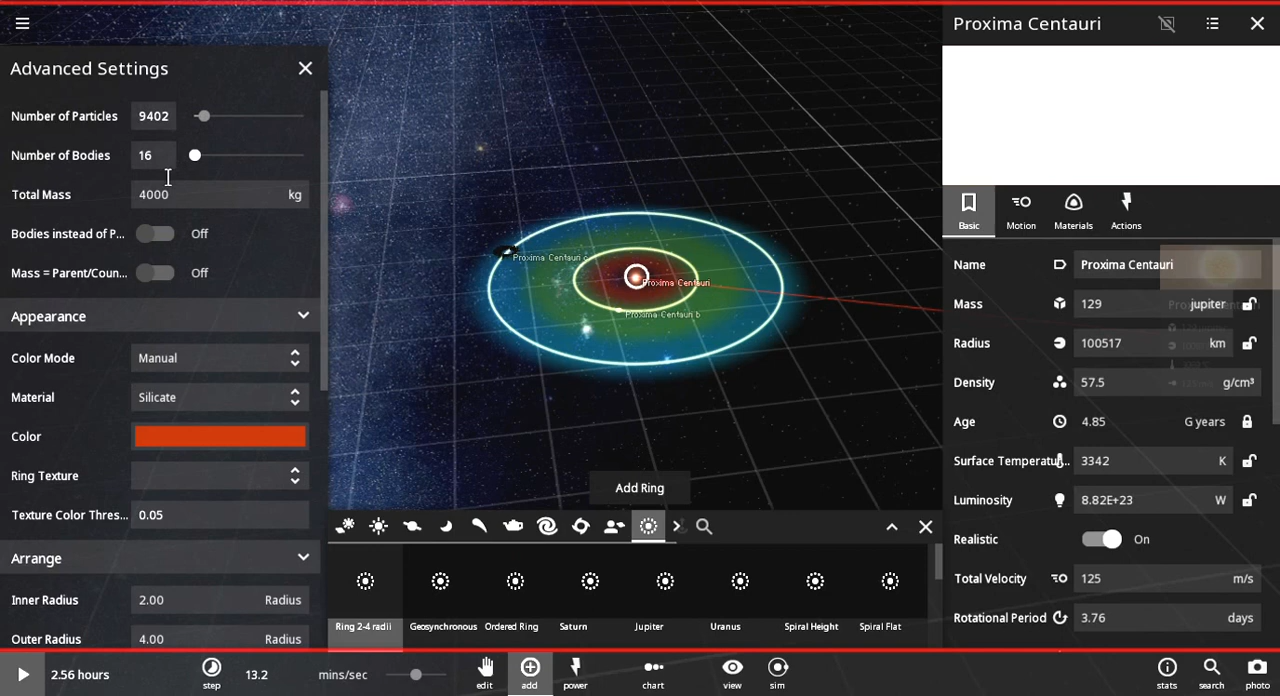 Proxima Centauri
Advanced Settings
Number of Particles 9402
Number of Bodies 16
Total Mass 4000 kg
Bodies instead of P... Off
Mass = Parent/Coun... Off
Appearance
Color Mode Manual
Material Silicate
Color
Ring Texture
Texture Color Thres... 0.05
Arrange
Inner Radius 2.00 Radius
Outer Radius 4.00 Radius
Proxima Centauri c
Proxima Centauri
Proxima Centauri b
Add Ring
Ring 2-4 radii Geosynchronous Ordered Ring Saturn Jupiter Uranus Spiral Height Spiral Flat
Basic Motion Materials Actions
Name Proxima Centauri
Mass 129 jupiter
Radius 100517 km
Density 57.5 g/cm³
Age 4.85 G years
Surface Temperatu... 3342 K
Luminosity 8.82E+23 W
Realistic On
Total Velocity 125 m/s
Rotational Period 3.76 days
2.56 hours step 13.2 mins/sec edit add power chart view sim stats search photo